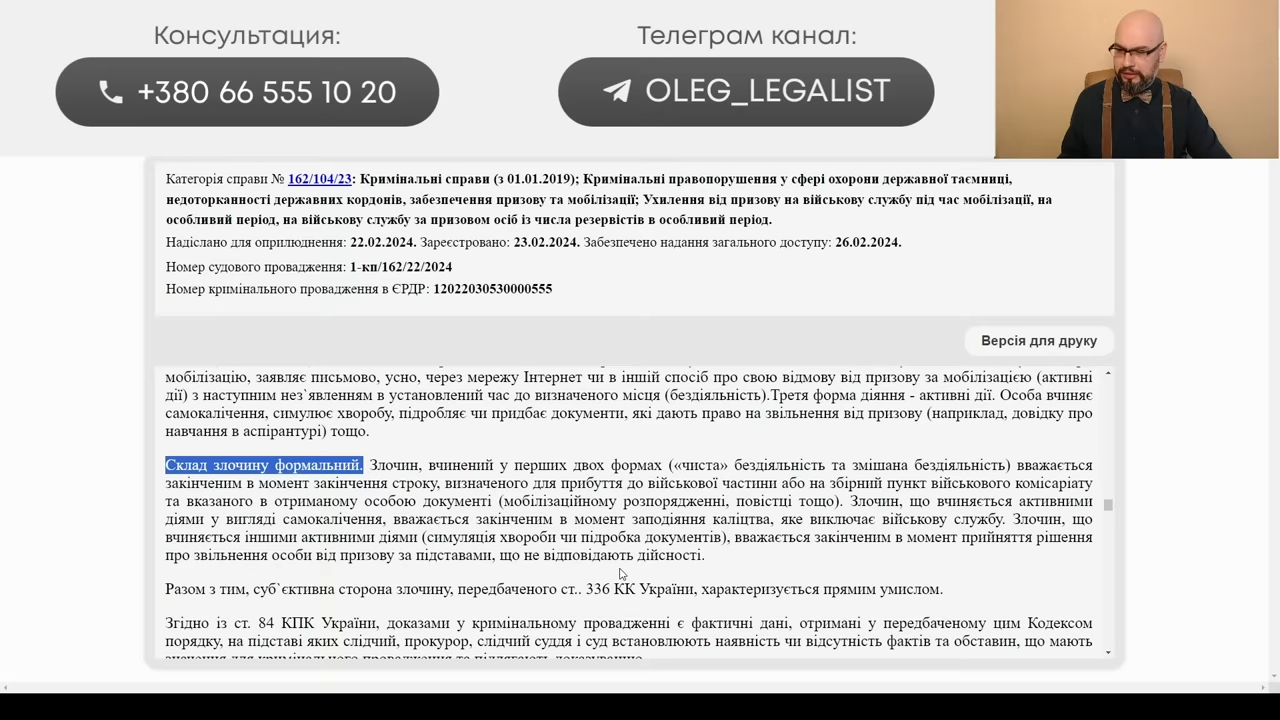 Консультация:
Телеграм канал:
+380 66 555 10 20
OLEG_LEGALIST
Категорія справи № 162/104/23: Кримінальні справи (з 01.01.2019); Кримінальні правопорушення у сфері охорони державної таємниці,
недоторканності державних кордонів, забезпечення призову та мобілізації; Ухилення від призову на військову службу під час мобілізації, на
особливий період, на військову службу за призовом осіб із числа резервістів в особливий період.
Надіслано для оприлюднення: 22.02.2024. Зареєстровано: 23.02.2024. Забезпечено надання загального доступу: 26.02.2024.
Номер судового провадження: 1-кп/162/22/2024
Номер кримінального провадження в ЄРДР: 12022030530000555
Версія для друку
мобілізацію, заявляє письмово, усно, через мережу Інтернет чи в інший спосіб про свою відмову від призову за мобілізацією (активні
дії) з наступним нез`явленням в установлений час до визначеного місця (бездіяльність).Третя форма діяння - активні дії. Особа вчиняє
самокалічення, симулює хворобу, підробляє чи придбає документи, які дають право на звільнення від призову (наприклад, довідку про
навчання в аспірантурі) тощо.
Склад злочину формальний. Злочин, вчинений у перших двох формах («чиста» бездіяльність та змішана бездіяльність) вважається
закінченим в момент закінчення строку, визначеного для прибуття до військової частини або на збірний пункт військового комісаріату
та вказаного в отриманому особою документі (мобілізаційному розпорядженні, повістці тощо). Злочин, що вчиняється активними
діями у вигляді самокалічення, вважається закінченим в момент заподіяння каліцтва, яке виключає військову службу. Злочин, що
вчиняється іншими активними діями (симуляція хвороби чи підробка документів), вважається закінченим в момент прийняття рішення
про звільнення особи від призову за підставами, що не відповідають дійсності.
Разом з тим, суб`єктивна сторона злочину, передбаченого ст.. 336 КК України, характеризується прямим умислом.
Згідно із ст. 84 КПК України, доказами у кримінальному провадженні є фактичні дані, отримані у передбаченому цим Кодексом
порядку, на підставі яких слідчий, прокурор, слідчий суддя і суд встановлюють наявність чи відсутність фактів та обставин, що мають
значення для кримінального провадження та підлягають доказуванню.